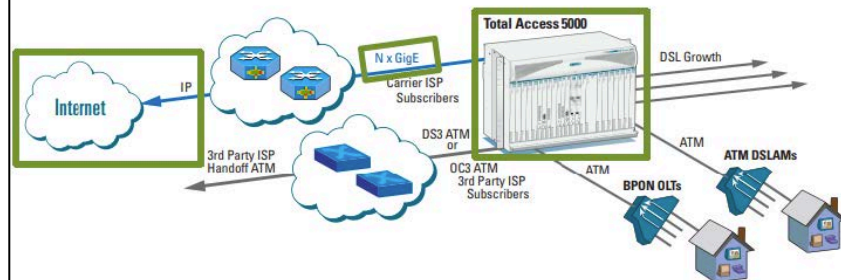 Total Access 5000
N x GigE
DSL Growth
IP
Internet
Carrier ISP
Subscribers
3rd Party ISP
Handoff ATM
DS3 ATM
or
OC3 ATM
3rd Party ISP
Subscribers
ATM
ATM
ATM DSLAMs
BPON OLTs